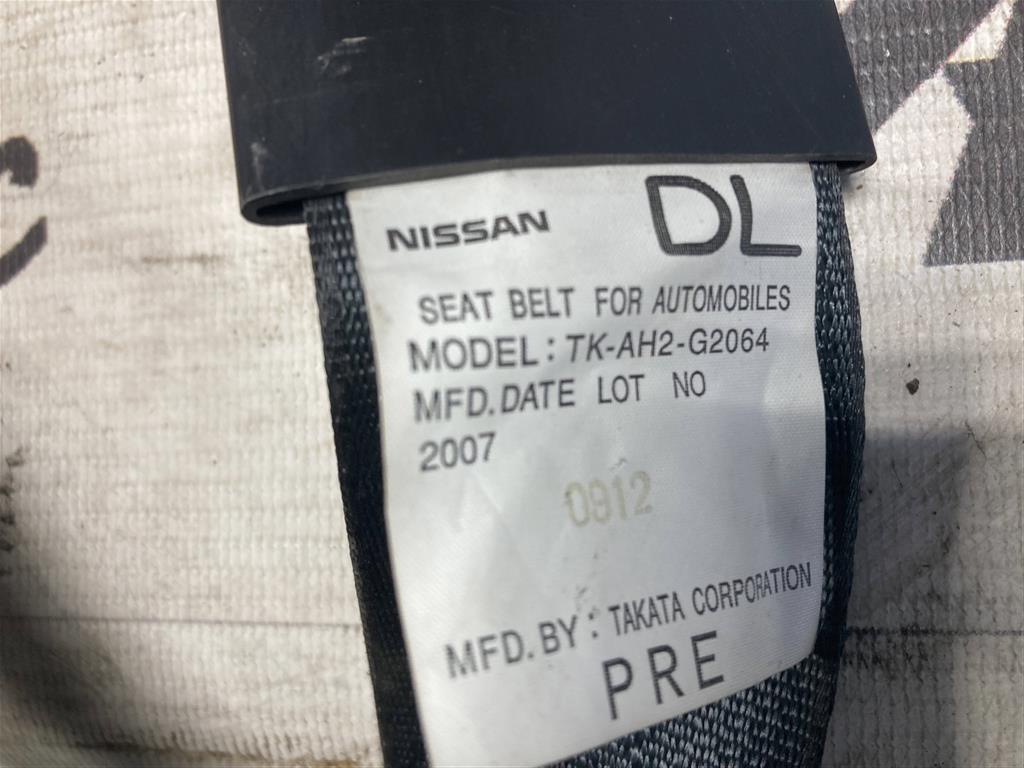 NISSAN DL
SEAT BELT FOR AUTOMOBILES
MODEL: TK-AH2-G2064
MFD.DATE LOT NO
2007
0912
MFD.BY: TAKATA CORPORATION
PRE